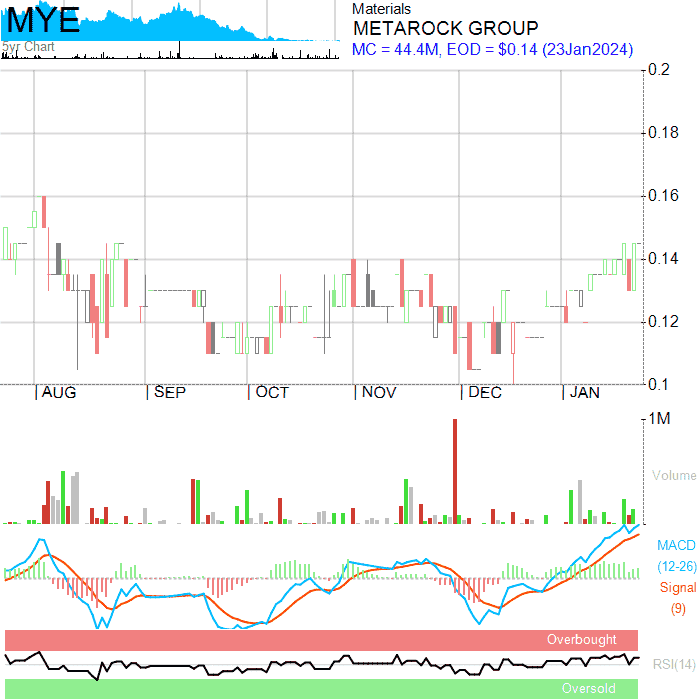 MYE
5yr Chart
Materials
METAROCK GROUP
MC = 44.4M, EOD = $0.14 (23Jan2024)
0.2
0.18
0.16
0.14
0.12
0.1
AUG SEP OCT NOV DEC JAN
1M
Volume
MACD
(12-26)
Signal
(9)
Overbought
RSI(14)
Oversold